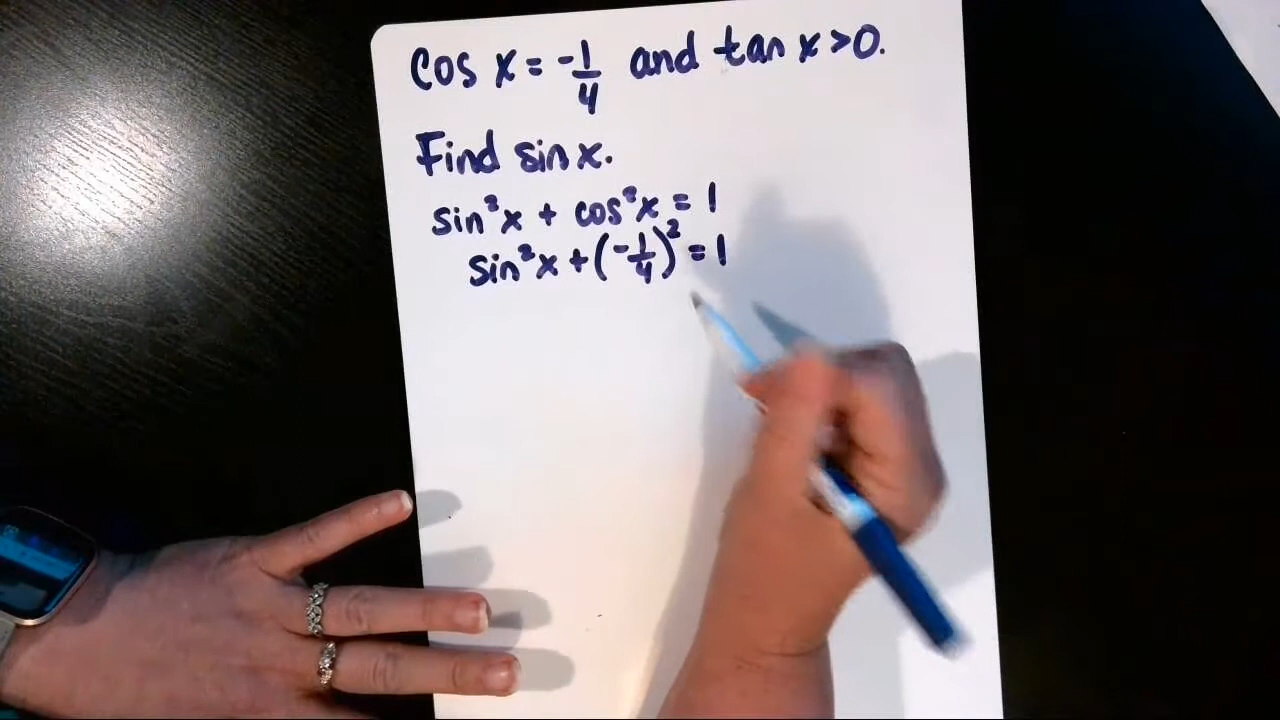 cos x = -1/4 and tan x > 0.
Find sin x.
sin²x + cos²x = 1
sin²x + (-1/4)² = 1